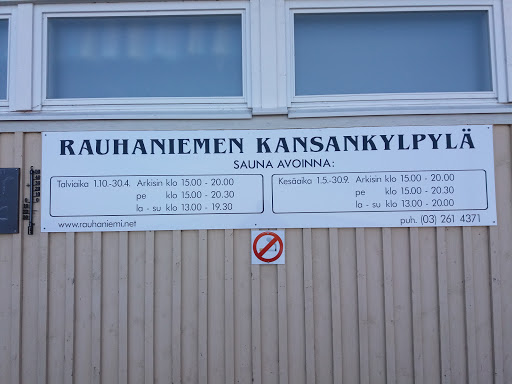 RAUHANIEMEN KANSANKYLPYLÄ
SAUNA AVOINNA:
Talviaika 1.10.-30.4. Arkisin klo 15.00 - 20.00
pe klo 15.00 - 20.30
la - su klo 13.00 - 19.30
Kesäaika 1.5.-30.9. Arkisin klo 15.00 - 20.00
pe klo 15.00 - 20.30
la - su klo 13.00 - 20.00
www.rauhaniemi.net
puh. (03) 261 4371